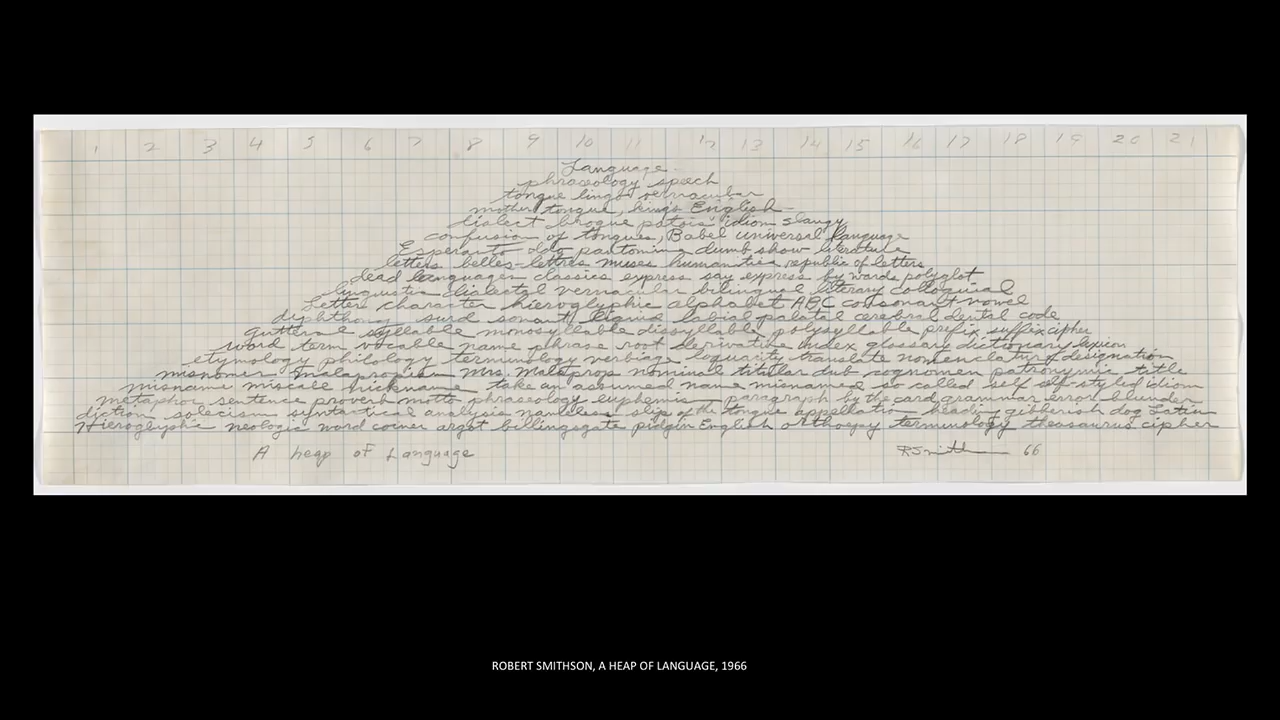 1 2 3 4 5 6 7 8 9 10 11 12 13 14 15 16 17 18 19 20 21
Language
phraseology speech
tongue lingo vernacular
mother tongue, king's English
dialect brogue patois idiom slangy
confusion of tongues, Babel universal language
Esperanto Ido pantomime dumb show literature
letters belles-lettres muses humanities republic of letters
dead languages classics express say express by words polyglot
linguistic dialectal vernacular bilingual literary colloquial
Letter character hieroglyphic alphabet ABC consonant vowel
diphthong surd sonant liquid labial palatal cerebral dental code
guttural syllable monosyllable dissyllable polysyllable prefix suffix cipher
word term vocable name phrase root derivative index glossary dictionary lexicon
etymology philology terminology verbiage loquacity translate nomenclature designation
misnomer malapropism Mrs. Malaprop nominal titular dub cognomen patronymic title
misname miscall nickname take an assumed name misnamed so called self self-styled idiom
metaphor sentence proverb motto phraseology euphemism paragraph by the card grammar error blunder
diction solecism syntactical analysis nameless slip of the tongue appellation heading gibberish dog Latin
Hieroglyphic neologic word coiner argot billingsgate pidgin English orthoepy terminology theasaurus cipher
A heap of Language RSmithson 66
ROBERT SMITHSON, A HEAP OF LANGUAGE, 1966